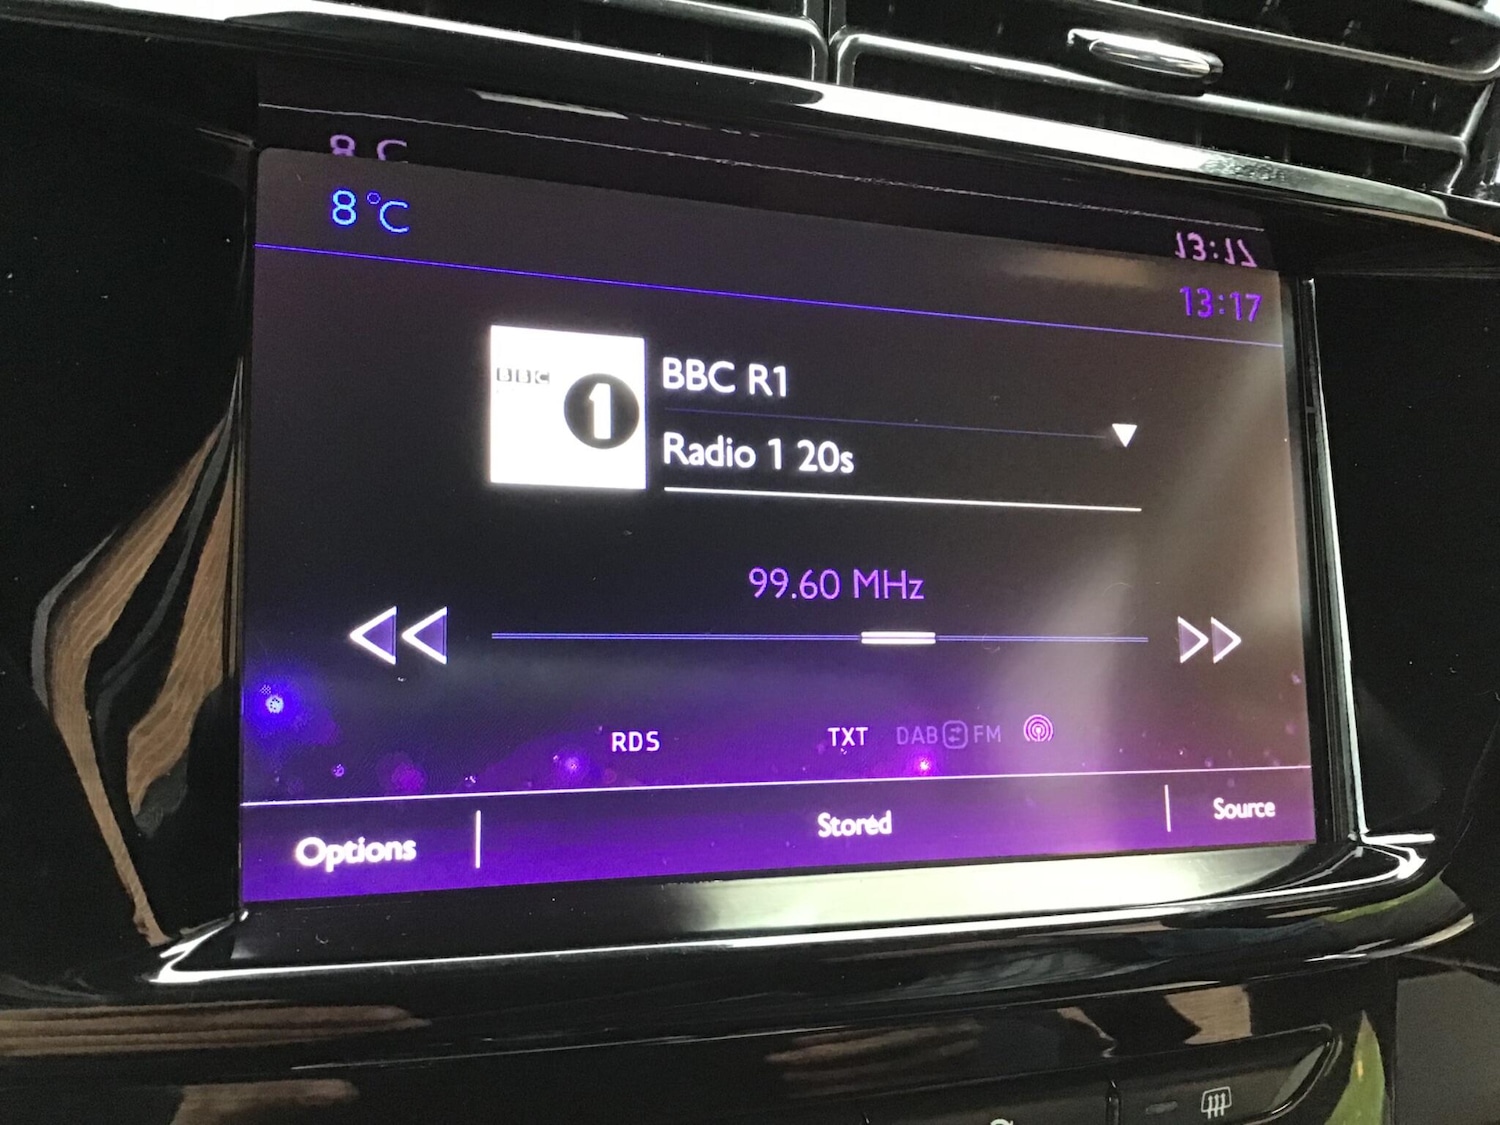 8°C
13:17
BBC 1
BBC R1
Radio 1 20s
99.60 MHz
RDS TXT DAB FM
Options Stored Source